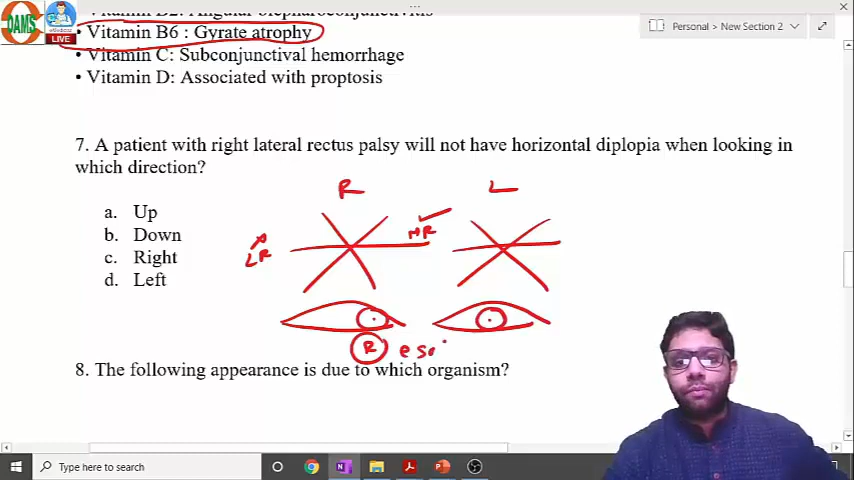 DAMS
eMedicoz
LIVE
• Vitamin B6 : Gyrate atrophy
• Vitamin C: Subconjunctival hemorrhage
• Vitamin D: Associated with proptosis
Personal > New Section 2
7. A patient with right lateral rectus palsy will not have horizontal diplopia when looking in
which direction?
a. Up
b. Down
c. Right
d. Left
R
L
MR
LR
R eso
8. The following appearance is due to which organism?
Type here to search